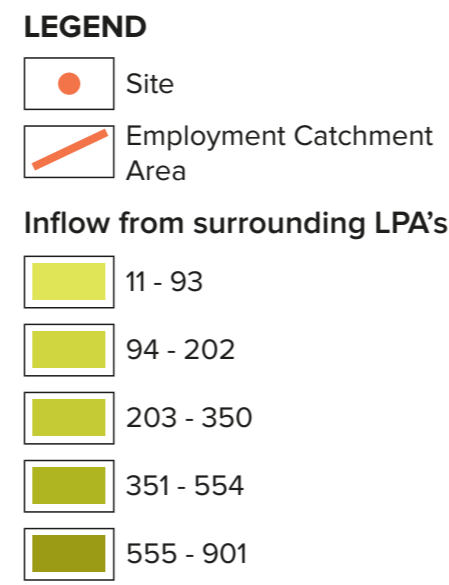 LEGEND
Site
Employment Catchment
Area
Inflow from surrounding LPA’s
11 - 93
94 - 202
203 - 350
351 - 554
555 - 901